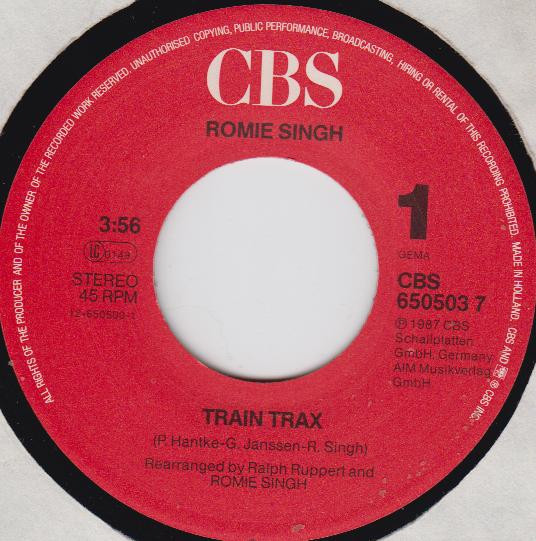 ALL RIGHTS OF THE PRODUCER AND OF THE OWNER OF THE RECORDED WORK RESERVED. UNAUTHORISED COPYING, PUBLIC PERFORMANCE, BROADCASTING, HIRING OR RENTAL OF THIS RECORDING PROHIBITED. MADE IN HOLLAND. CBS AND ® CBS INC.
CBS
ROMIE SINGH
3:56
LC 0149
STEREO
45 RPM
1
GEMA
CBS
650503 7
℗ 1987 CBS
Schallplatten
GmbH, Germany
AIM Musikverlag
GmbH
TRAIN TRAX
(P. Hantke-G. Janssen-R. Singh)
Rearranged by Ralph Ruppert and
ROMIE SINGH